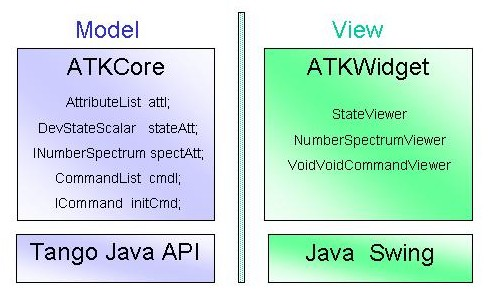 Model
ATKCore
AttributeList attl;
DevStateScalar stateAtt;
INumberSpectrum spectAtt;
CommandList cmdl;
ICommand initCmd;
Tango Java API
View
ATKWidget
StateViewer
NumberSpectrumViewer
VoidVoidCommandViewer
Java Swing